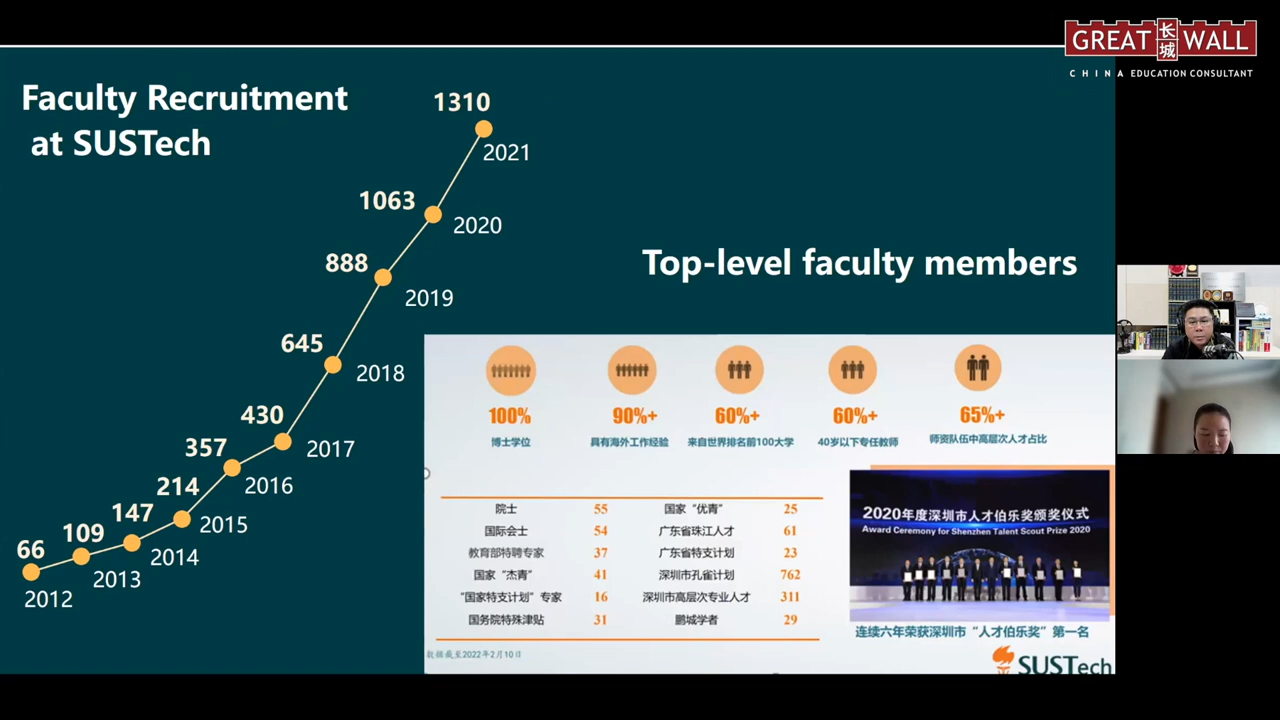 GREAT 长城 WALL
CHINA EDUCATION CONSULTANT
Faculty Recruitment
at SUSTech
1310
2021
1063
2020
888
2019
645
2018
430
2017
357
2016
214
2015
147
2014
109
2013
66
2012
Top-level faculty members
100% 90%+ 60%+ 60%+ 65%+
博士学位 具有海外工作经验 来自世界排名前100大学 40岁以下专任教师 师资队伍中高层次人才占比
院士 55 国家“优青” 25
国际会士 54 广东省珠江人才 61
教育部特聘专家 37 广东省特支计划 23
国家“杰青” 41 深圳市孔雀计划 762
“国家特支计划”专家 16 深圳市高层次专业人才 311
国务院特殊津贴 31 鹏城学者 29
数据截至2022年2月10日
2020年度深圳市人才伯乐奖颁奖仪式
Award Ceremony for Shenzhen Talent Scout Prize 2020
连续六年荣获深圳市“人才伯乐奖”第一名
SUSTech